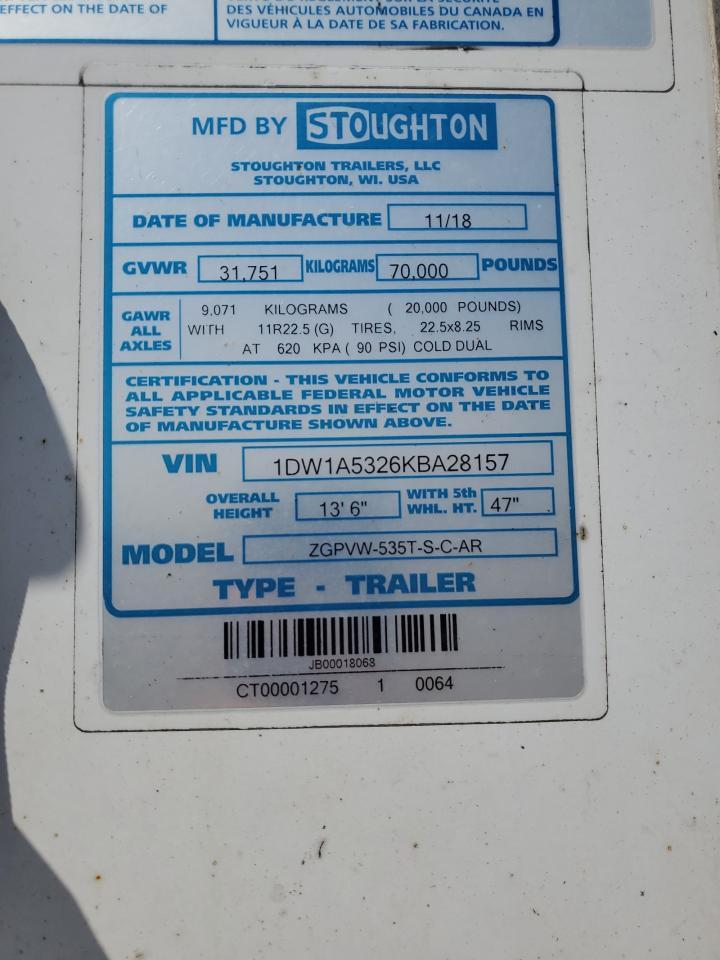 EFFECT ON THE DATE OF
DES VÉHICULES AUTOMOBILES DU CANADA EN
VIGUEUR À LA DATE DE SA FABRICATION.
MFD BY STOUGHTON
STOUGHTON TRAILERS, LLC
STOUGHTON, WI. USA
DATE OF MANUFACTURE 11/18
GVWR 31,751 KILOGRAMS 70,000 POUNDS
GAWR ALL AXLES
9,071 KILOGRAMS ( 20,000 POUNDS)
WITH 11R22.5 (G) TIRES, 22.5x8.25 RIMS
AT 620 KPA ( 90 PSI) COLD DUAL
CERTIFICATION - THIS VEHICLE CONFORMS TO
ALL APPLICABLE FEDERAL MOTOR VEHICLE
SAFETY STANDARDS IN EFFECT ON THE DATE
OF MANUFACTURE SHOWN ABOVE.
VIN 1DW1A5326KBA28157
OVERALL HEIGHT 13' 6" WITH 5th WHL. HT. 47"
MODEL ZGPVW-535T-S-C-AR
TYPE - TRAILER
JB00018068
CT00001275 1 0064